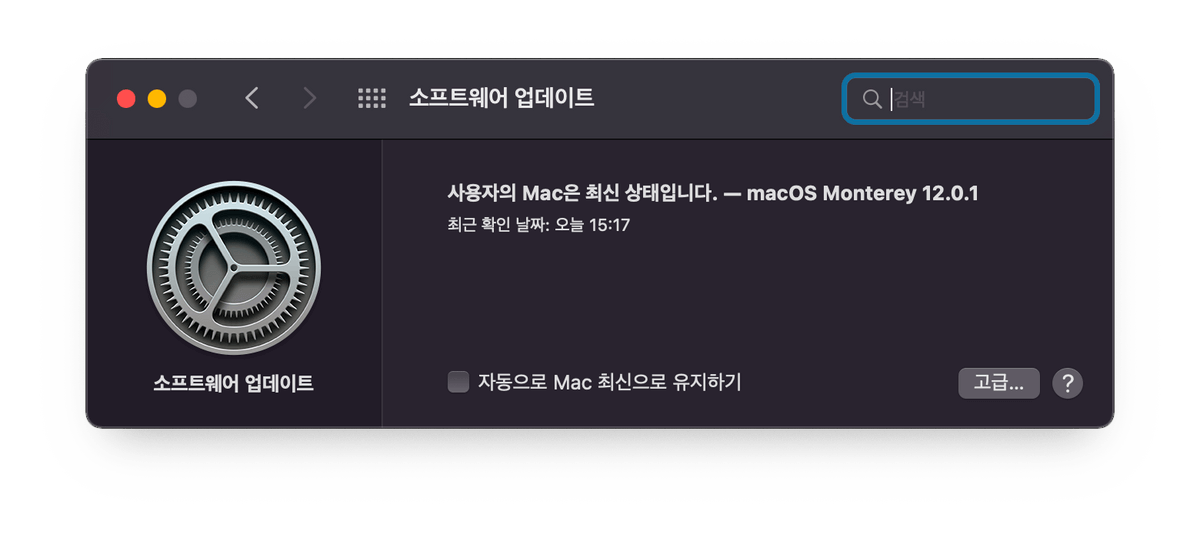 소프트웨어 업데이트
검색
사용자의 Mac은 최신 상태입니다. — macOS Monterey 12.0.1
최근 확인 날짜: 오늘 15:17
소프트웨어 업데이트
자동으로 Mac 최신으로 유지하기
고급...
?